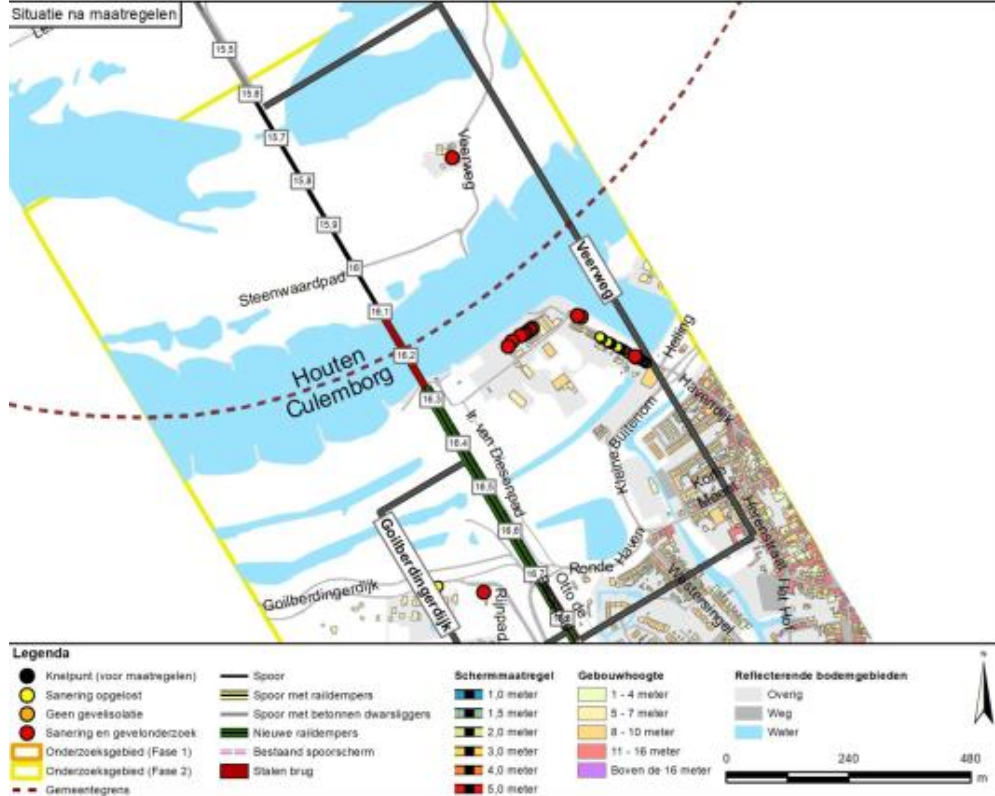 Situatie na maatregelen
15,5
15,6
15,7
Veerweg
15,8
15,9
Steenwaardpad
16
16,1
Veerweg
Houten
Culemborg
16,2
Helling
16,3
Havendijk
Ir. van Diesenpad
Kleine Buitenom
16,4
16,5
Herenstraat
16,6
Haven
Ronde
16,7
Otto de
Westersingel
Het Hof
Goilberdingerdijk
Goilberdingerdijk
Rijnpad
Legenda
Knelpunt (voor maatregelen)
Sanering opgelost
Geen gevelisolatie
Sanering en gevelonderzoek
Onderzoeksgebied (Fase 1)
Onderzoeksgebied (Fase 2)
Gemeentegrens
Spoor
Spoor met raildempers
Spoor met betonnen dwarsliggers
Nieuwe raildempers
Bestaand spoorscherm
Stalen brug
Schermmaatregel
1,0 meter
1,5 meter
2,0 meter
3,0 meter
4,0 meter
5,0 meter
Gebouwhoogte
1 - 4 meter
5 - 7 meter
8 - 10 meter
11 - 16 meter
Boven de 16 meter
Reflecterende bodemgebieden
Overig
Weg
Water
N
0 240 480
m